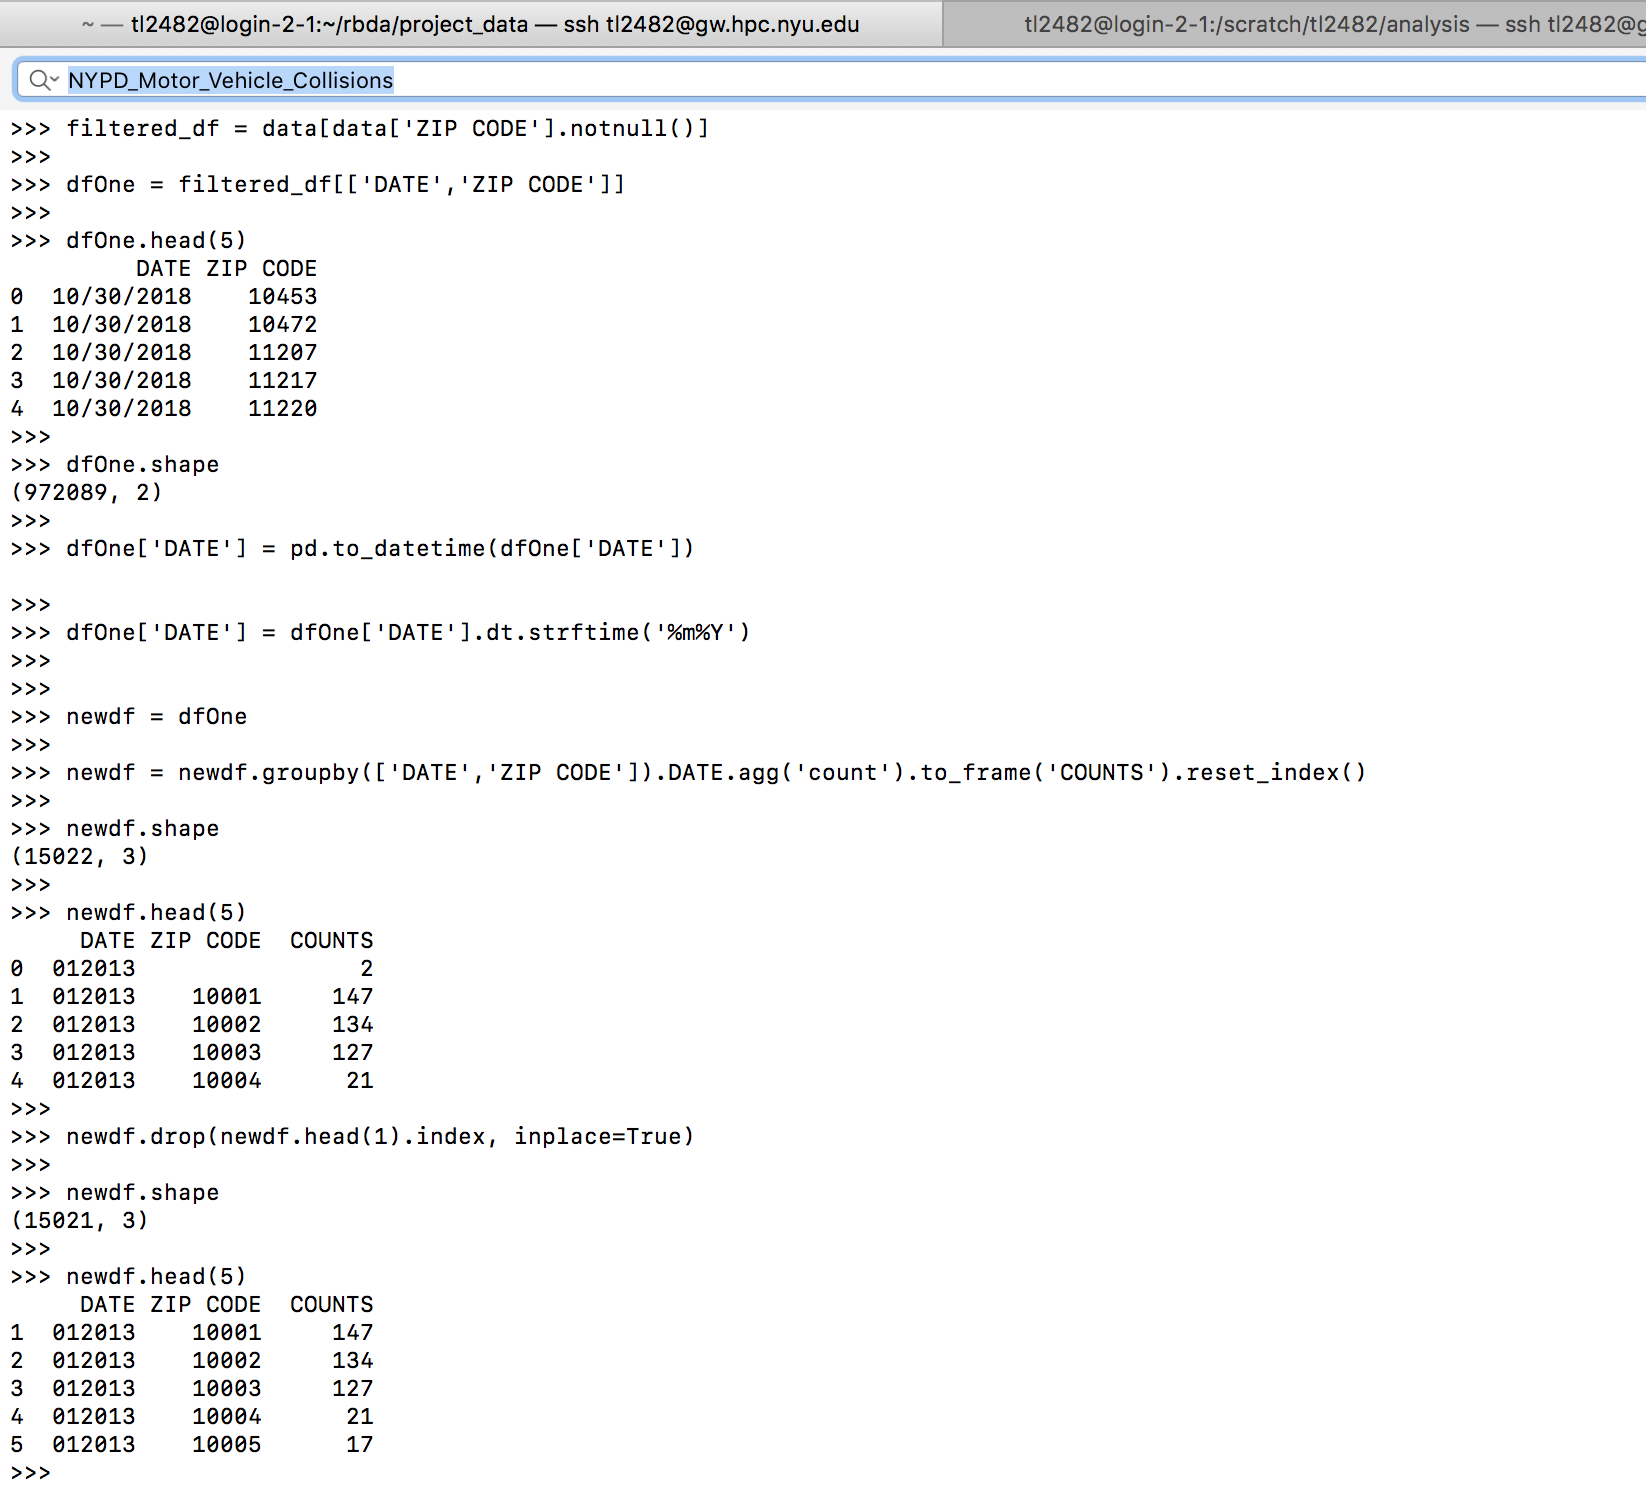 ~ — tl2482@login-2-1:~/rbda/project_data — ssh tl2482@gw.hpc.nyu.edu
tl2482@login-2-1:/scratch/tl2482/analysis — ssh tl2482@g
NYPD_Motor_Vehicle_Collisions
>>> filtered_df = data[data['ZIP CODE'].notnull()]
>>>
>>> dfOne = filtered_df[['DATE','ZIP CODE']]
>>>
>>> dfOne.head(5)
         DATE ZIP CODE
0  10/30/2018    10453
1  10/30/2018    10472
2  10/30/2018    11207
3  10/30/2018    11217
4  10/30/2018    11220
>>>
>>> dfOne.shape
(972089, 2)
>>>
>>> dfOne['DATE'] = pd.to_datetime(dfOne['DATE'])
>>>
>>> dfOne['DATE'] = dfOne['DATE'].dt.strftime('%m%Y')
>>>
>>>
>>> newdf = dfOne
>>>
>>> newdf = newdf.groupby(['DATE','ZIP CODE']).DATE.agg('count').to_frame('COUNTS').reset_index()
>>>
>>> newdf.shape
(15022, 3)
>>>
>>> newdf.head(5)
     DATE ZIP CODE  COUNTS
0  012013                2
1  012013    10001     147
2  012013    10002     134
3  012013    10003     127
4  012013    10004      21
>>>
>>> newdf.drop(newdf.head(1).index, inplace=True)
>>>
>>> newdf.shape
(15021, 3)
>>>
>>> newdf.head(5)
     DATE ZIP CODE  COUNTS
1  012013    10001     147
2  012013    10002     134
3  012013    10003     127
4  012013    10004      21
5  012013    10005      17
>>>